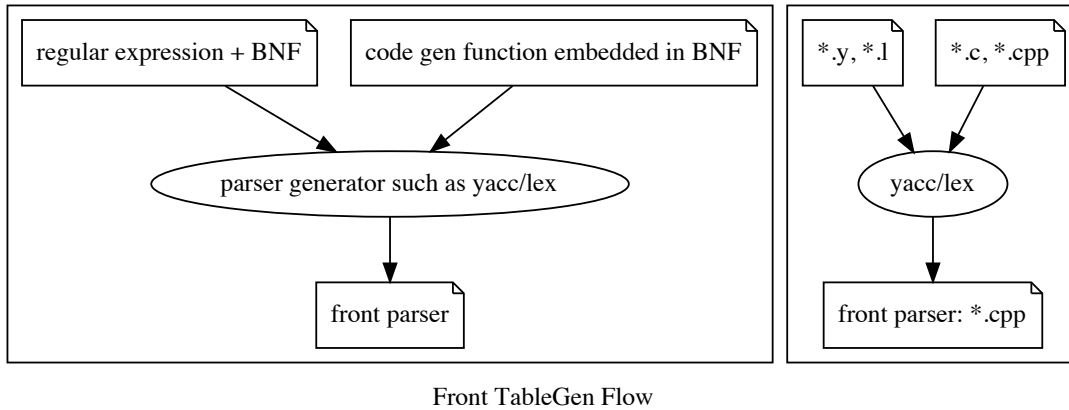 regular expression + BNF
code gen function embedded in BNF
parser generator such as yacc/lex
front parser
*.y, *.l
*.c, *.cpp
yacc/lex
front parser: *.cpp
Front TableGen Flow